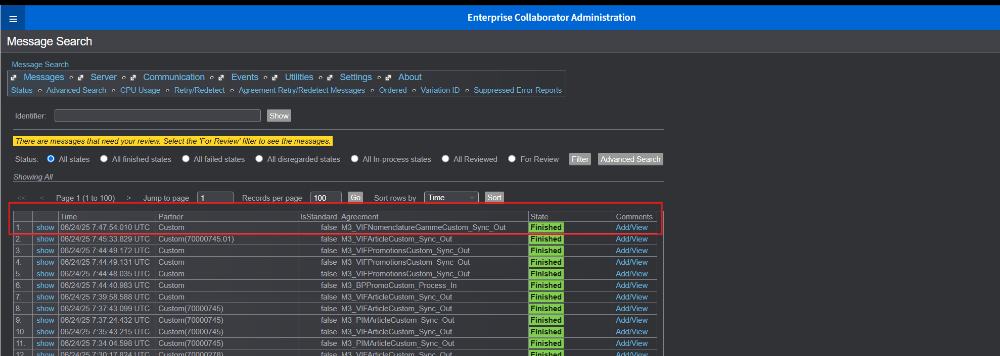 Enterprise Collaborator Administration
Message Search
Message Search
Messages Server Communication Events Utilities Settings About
Status Advanced Search CPU Usage Retry/Redetect Agreement Retry/Redetect Messages Ordered Variation ID Suppressed Error Reports
Identifier: Show
There are messages that need your review. Select the 'For Review' filter to see the messages.
Status: All states All finished states All failed states All disregarded states All In-process states All Reviewed For Review Filter Advanced Search
Showing All
<< < Page 1 (1 to 100) > Jump to page 1 Records per page 100 Go Sort rows by Time Sort
Time Partner IsStandard Agreement State Comments
1. show 06/24/25 7:47:54.010 UTC Custom false M3_VIFNomenclatureGammeCustom_Sync_Out Finished Add/View
2. show 06/24/25 7:45:33.829 UTC Custom(70000745.01) false M3_VIFArticleCustom_Sync_Out Finished Add/View
3. show 06/24/25 7:44:49.172 UTC Custom false M3_VIFPromotionsCustom_Sync_Out Finished Add/View
4. show 06/24/25 7:44:49.131 UTC Custom false M3_VIFPromotionsCustom_Sync_Out Finished Add/View
5. show 06/24/25 7:44:48.035 UTC Custom false M3_VIFPromotionsCustom_Sync_Out Finished Add/View
6. show 06/24/25 7:44:40.983 UTC Custom false M3_BPPromoCustom_Process_In Finished Add/View
7. show 06/24/25 7:39:58.588 UTC Custom false M3_VIFArticleCustom_Sync_Out Finished Add/View
8. show 06/24/25 7:37:43.099 UTC Custom(70000745) false M3_VIFArticleCustom_Sync_Out Finished Add/View
9. show 06/24/25 7:37:24.432 UTC Custom(70000745) false M3_PIMArticleCustom_Sync_Out Finished Add/View
10. show 06/24/25 7:35:43.215 UTC Custom(70000745) false M3_VIFArticleCustom_Sync_Out Finished Add/View
11. show 06/24/25 7:34:04.598 UTC Custom(70000745) false M3_PIMArticleCustom_Sync_Out Finished Add/View
12. show 06/24/25 7:30:17.824 UTC Custom(70000278) false M3_VIFArticleCustom_Sync_Out Finished Add/View